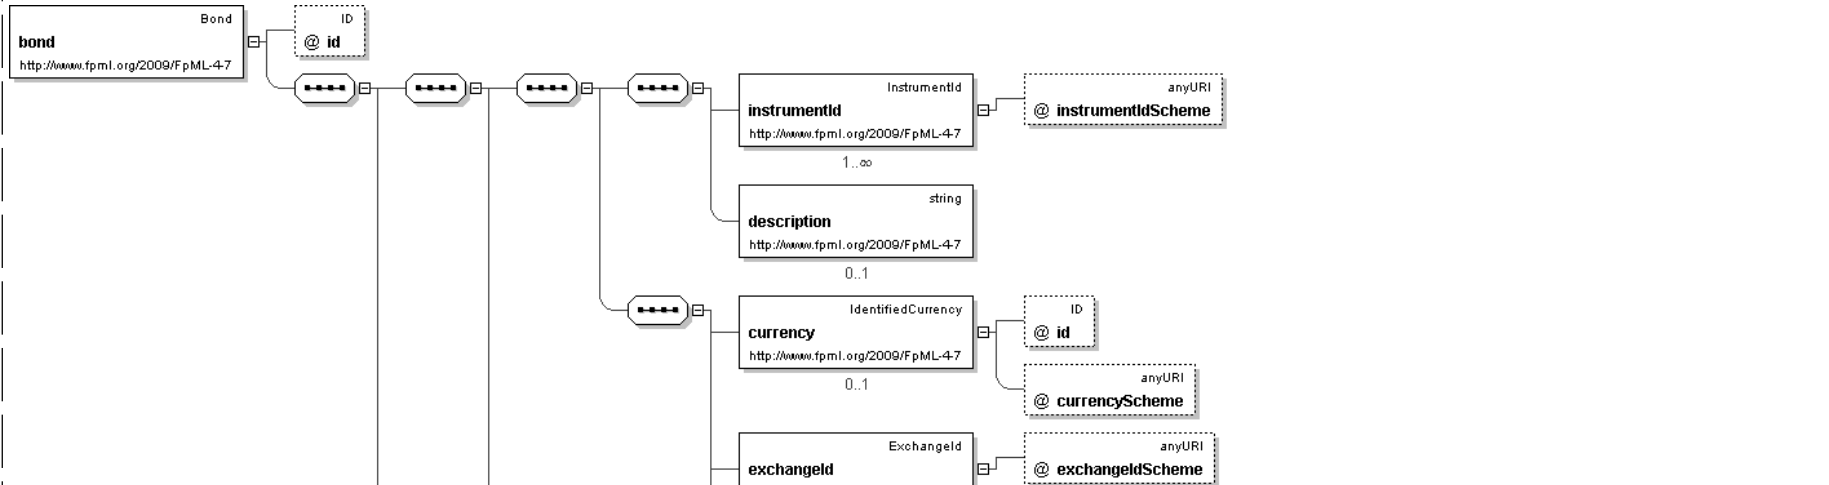 Bond
bond
http://www.fpml.org/2009/FpML-4-7
ID
@ id
InstrumentId
instrumentId
http://www.fpml.org/2009/FpML-4-7
1..∞
anyURI
@ instrumentIdScheme
string
description
http://www.fpml.org/2009/FpML-4-7
0..1
IdentifiedCurrency
currency
http://www.fpml.org/2009/FpML-4-7
0..1
ID
@ id
anyURI
@ currencyScheme
ExchangeId
exchangeId
anyURI
@ exchangeIdScheme